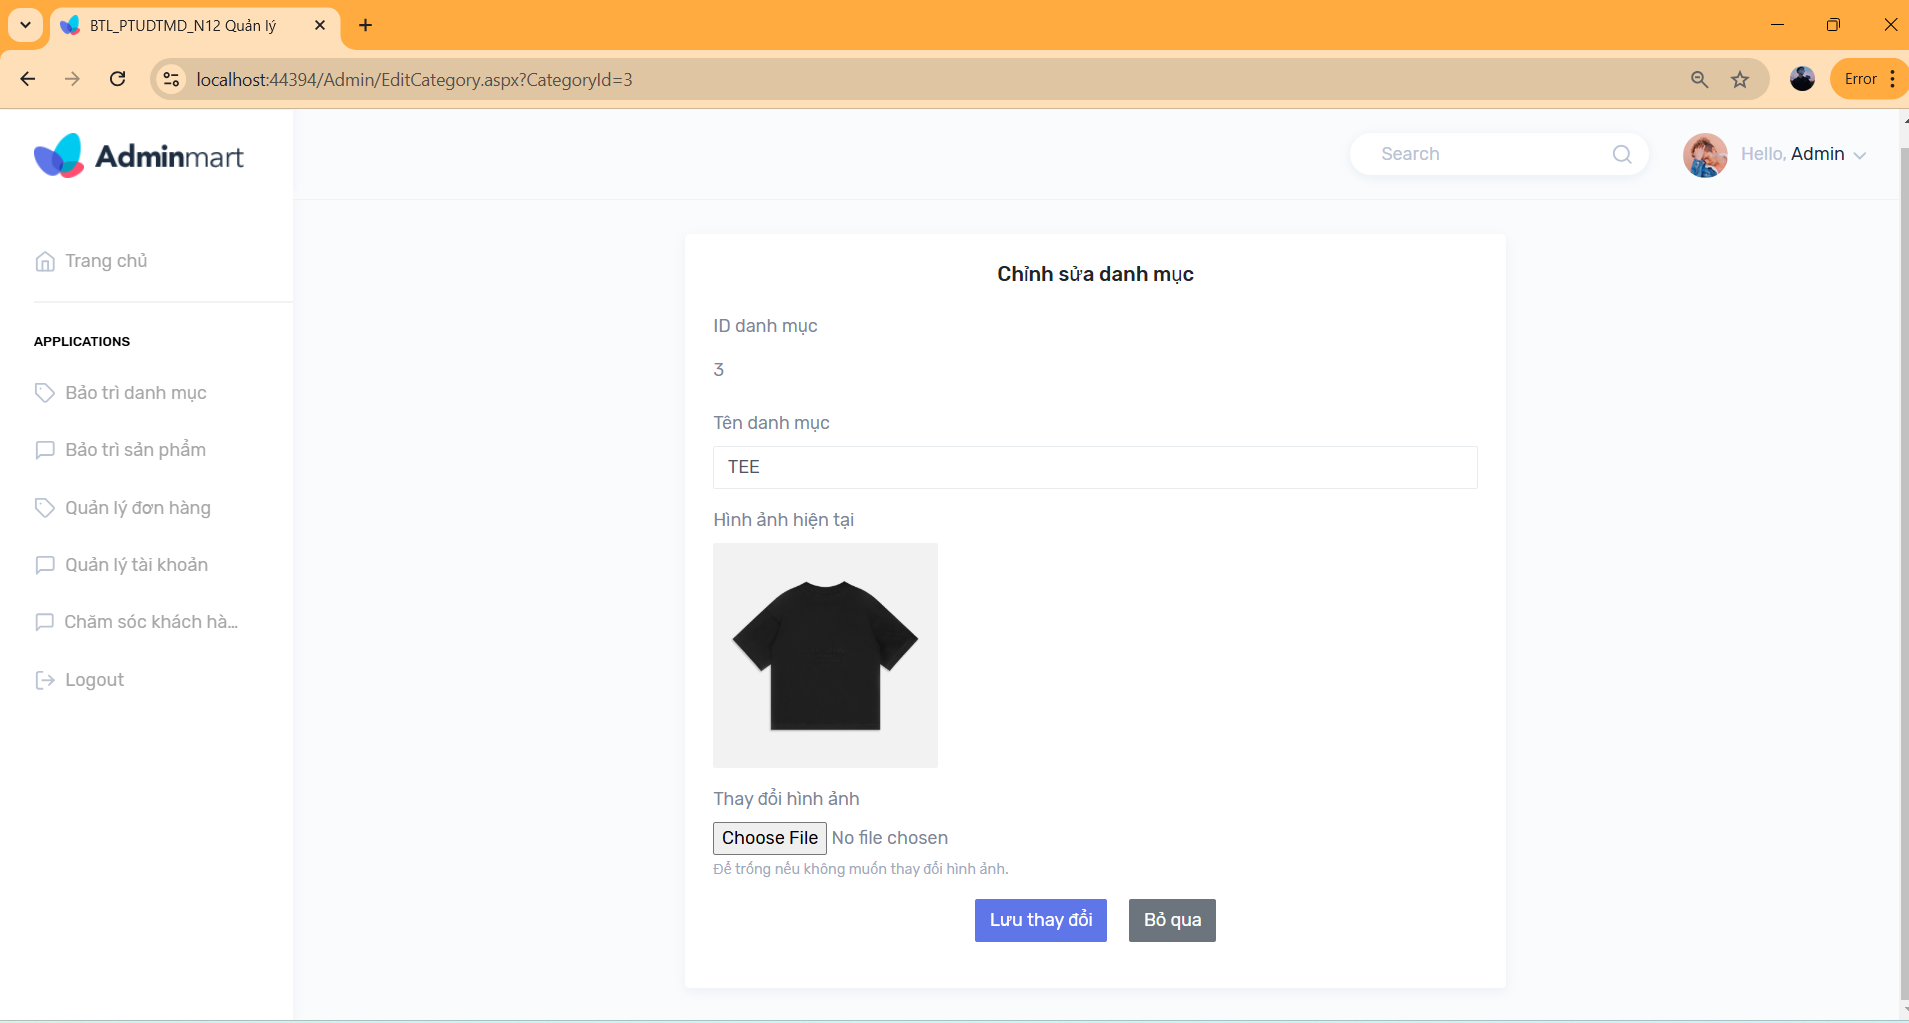 BTL_PTUDTMD_N12 Quản lý
localhost:44394/Admin/EditCategory.aspx?CategoryId=3
Error
Adminmart
Search
Hello, Admin
Trang chủ
APPLICATIONS
Bảo trì danh mục
Bảo trì sản phẩm
Quản lý đơn hàng
Quản lý tài khoản
Chăm sóc khách hà...
Logout
Chỉnh sửa danh mục
ID danh mục
3
Tên danh mục
TEE
Hình ảnh hiện tại
Thay đổi hình ảnh
Choose File No file chosen
Để trống nếu không muốn thay đổi hình ảnh.
Lưu thay đổi
Bỏ qua